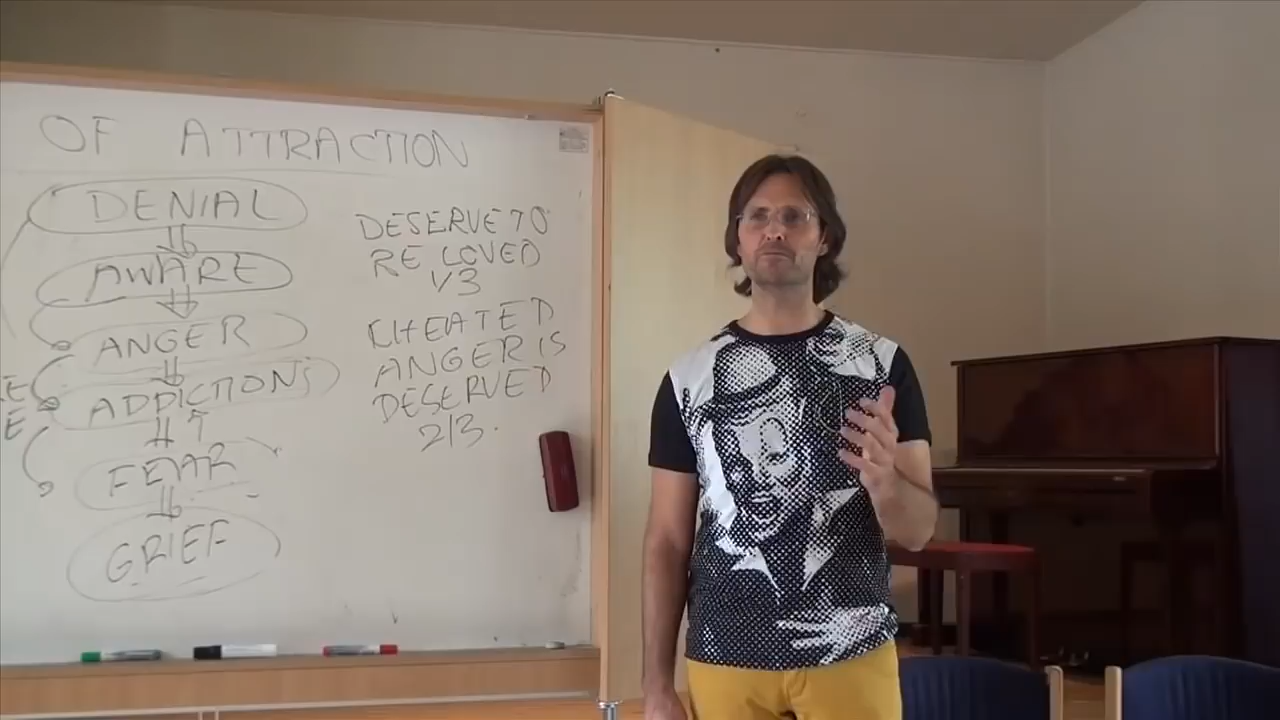 OF ATTRACTION
DENIAL
AWARE
ANGER
ADDICTIONS
FEAR
GRIEF
DESERVE TO
BE LOVED
1/3
CHEATED
ANGER IS
DESERVED
2/3.